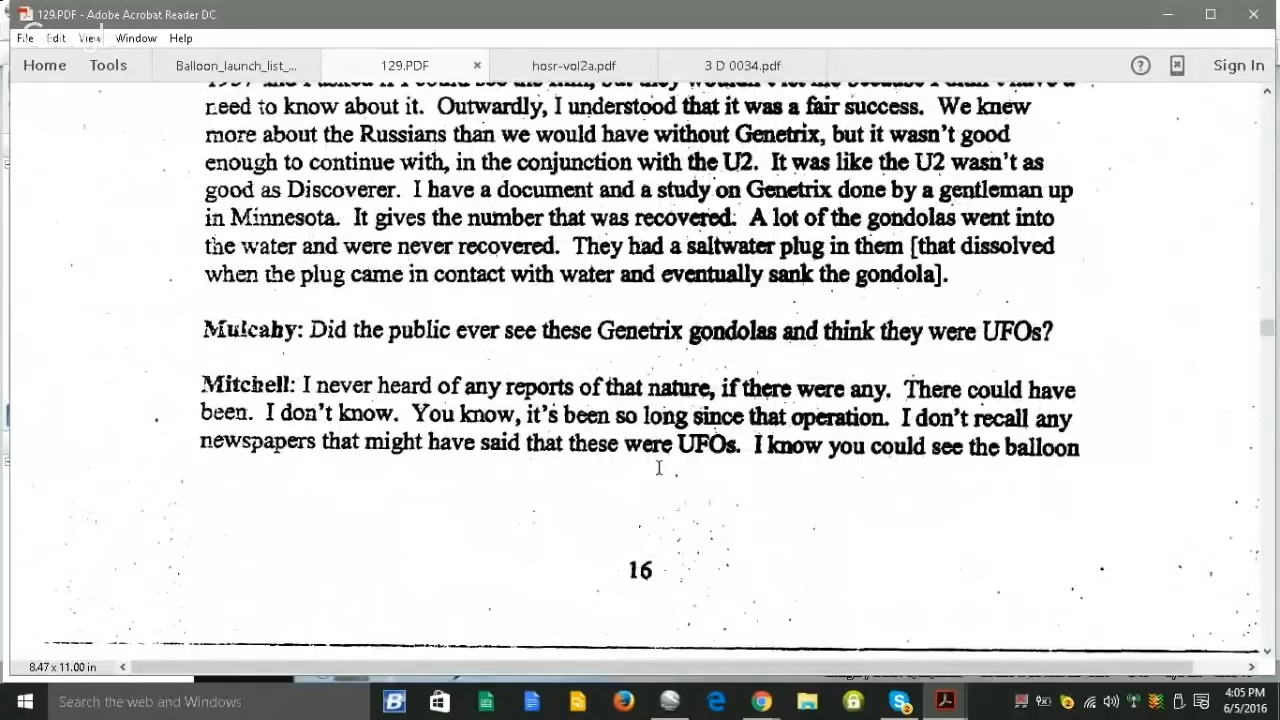 129.PDF - Adobe Acrobat Reader DC
Google
File Edit View Window Help
Home Tools Balloon_launch_list_... 129.PDF × hosr-vol2a.pdf 3 D 0034.pdf Sign In
need to know about it. Outwardly, I understood that it was a fair success. We knew
more about the Russians than we would have without Genetrix, but it wasn't good
enough to continue with, in the conjunction with the U2. It was like the U2 wasn't as
good as Discoverer. I have a document and a study on Genetrix done by a gentleman up
in Minnesota. It gives the number that was recovered. A lot of the gondolas went into
the water and were never recovered. They had a saltwater plug in them [that dissolved
when the plug came in contact with water and eventually sank the gondola].
Mulcahy: Did the public ever see these Genetrix gondolas and think they were UFOs?
Mitchell: I never heard of any reports of that nature, if there were any. There could have
been. I don't know. You know, it's been so long since that operation. I don't recall any
newspapers that might have said that these were UFOs. I know you could see the balloon
16
8.47 x 11.00 in
Search the web and Windows
4:05 PM
6/5/2016